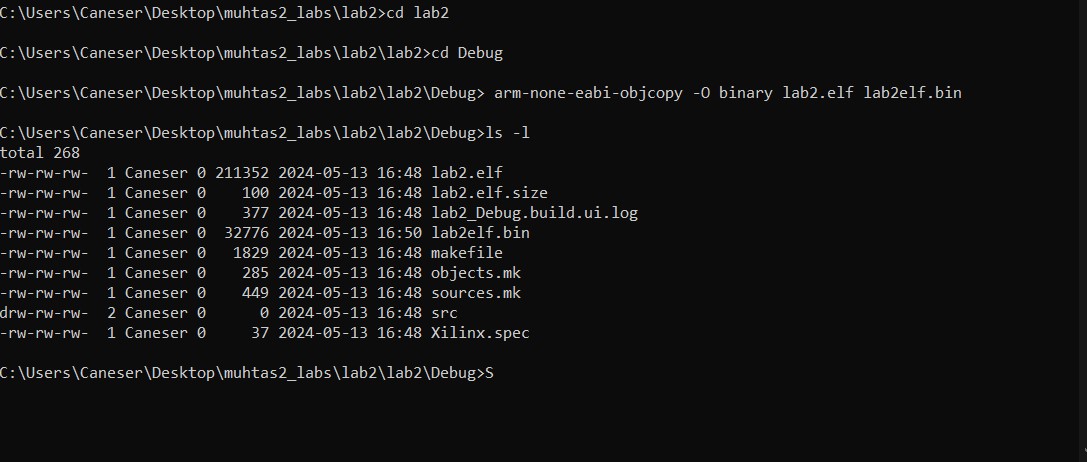 C:\Users\Caneser\Desktop\muhtas2_labs\lab2>cd lab2
C:\Users\Caneser\Desktop\muhtas2_labs\lab2\lab2>cd Debug
C:\Users\Caneser\Desktop\muhtas2_labs\lab2\lab2\Debug> arm-none-eabi-objcopy -O binary lab2.elf lab2elf.bin
C:\Users\Caneser\Desktop\muhtas2_labs\lab2\lab2\Debug>ls -l
total 268
-rw-rw-rw-  1 Caneser 0 211352 2024-05-13 16:48 lab2.elf
-rw-rw-rw-  1 Caneser 0    100 2024-05-13 16:48 lab2.elf.size
-rw-rw-rw-  1 Caneser 0    377 2024-05-13 16:48 lab2_Debug.build.ui.log
-rw-rw-rw-  1 Caneser 0  32776 2024-05-13 16:50 lab2elf.bin
-rw-rw-rw-  1 Caneser 0   1829 2024-05-13 16:48 makefile
-rw-rw-rw-  1 Caneser 0    285 2024-05-13 16:48 objects.mk
-rw-rw-rw-  1 Caneser 0    449 2024-05-13 16:48 sources.mk
drw-rw-rw-  2 Caneser 0      0 2024-05-13 16:48 src
-rw-rw-rw-  1 Caneser 0     37 2024-05-13 16:48 Xilinx.spec
C:\Users\Caneser\Desktop\muhtas2_labs\lab2\lab2\Debug>S